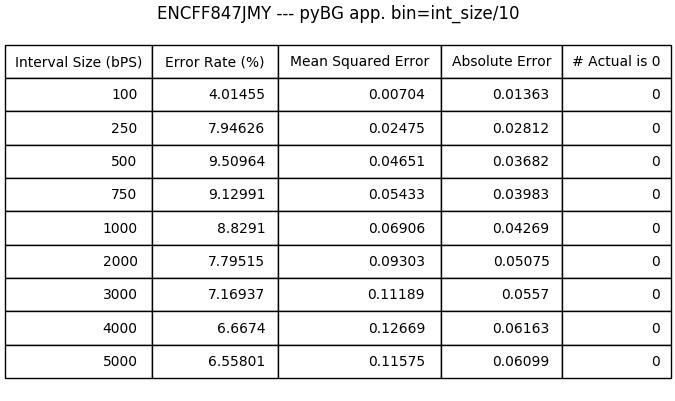 ENCFF847JMY --- pyBG app. bin=int_size/10
Interval Size (bPS) Error Rate (%) Mean Squared Error Absolute Error # Actual is 0
100 4.01455 0.00704 0.01363 0
250 7.94626 0.02475 0.02812 0
500 9.50964 0.04651 0.03682 0
750 9.12991 0.05433 0.03983 0
1000 8.8291 0.06906 0.04269 0
2000 7.79515 0.09303 0.05075 0
3000 7.16937 0.11189 0.0557 0
4000 6.6674 0.12669 0.06163 0
5000 6.55801 0.11575 0.06099 0